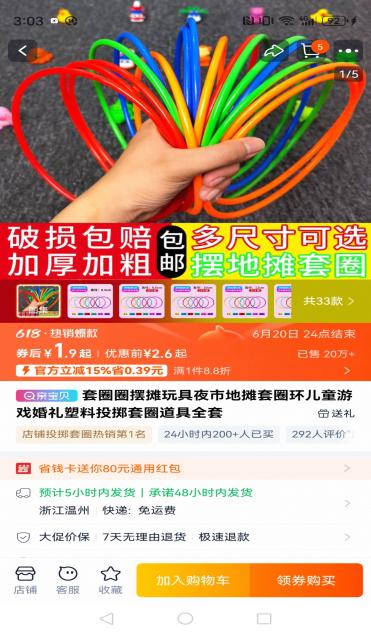 3:03
5
1/5
破损包赔
加厚加粗
包邮
多尺寸可选
摆地摊套圈
共33款
618·热销爆款
6月20日 24点结束
券后¥1.9起 优惠前¥2.6起
已售 20万+
官方立减15%省0.39元 满1件8.8折
亲宝贝 套圈圈摆摊玩具夜市地摊套圈环儿童游
戏婚礼塑料投掷套圈道具全套
送礼
店铺投掷套圈热销第1名
24小时内200+人已买
292人评价"
省钱卡送你80元通用红包
预计5小时内发货 | 承诺48小时内发货
浙江温州 快递：免运费
大促价保 · 7天无理由退货 · 极速退款
店铺
客服
收藏
加入购物车
领券购买